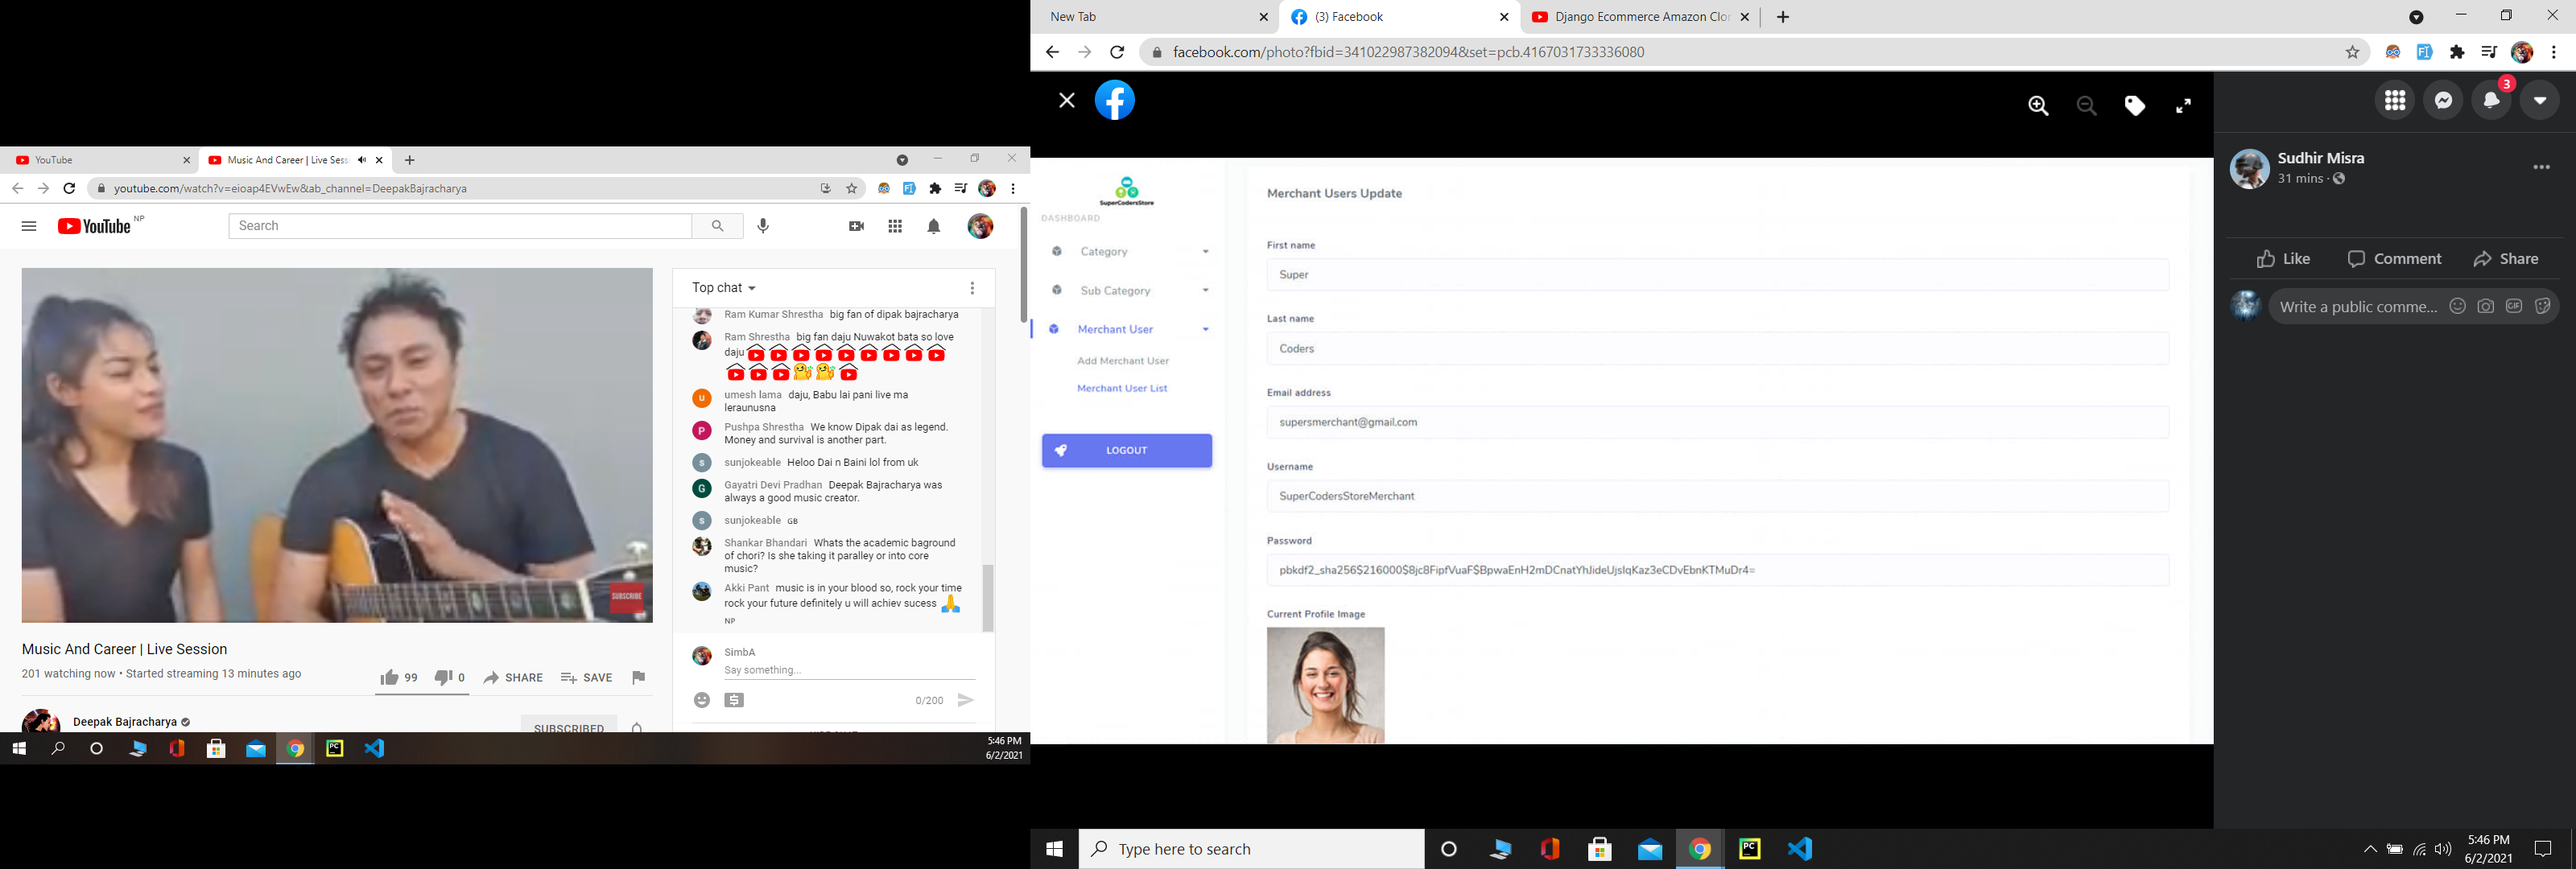 YouTube
Music And Career | Live Sess
youtube.com/watch?v=eioap4EVwEw&ab_channel=DeepakBajracharya
YouTube NP
Search
SUBSCRIBE
Top chat
Ram Kumar Shrestha big fan of dipak bajracharya
Ram Shrestha big fan daju Nuwakot bata so love
daju
umesh lama daju, Babu lai pani live ma
leraunusna
Pushpa Shrestha We know Dipak dai as legend.
Money and survival is another part.
sunjokeable Heloo Dai n Baini lol from uk
Gayatri Devi Pradhan Deepak Bajracharya was
always a good music creator.
sunjokeable GB
Shankar Bhandari Whats the academic baground
of chori? Is she taking it paralley or into core
music?
Akki Pant music is in your blood so, rock your time
rock your future definitely u will achiev sucess
NP
SimbA
Say something...
0/200
Music And Career | Live Session
201 watching now • Started streaming 13 minutes ago
99
0
SHARE
SAVE
Deepak Bajracharya
SUBSCRIBED
5:46 PM
6/2/2021
New Tab
(3) Facebook
Django Ecommerce Amazon Clo
facebook.com/photo?fbid=341022987382094&set=pcb.4167031733336080
SuperCodersStore
DASHBOARD
Category
Sub Category
Merchant User
Add Merchant User
Merchant User List
LOGOUT
Merchant Users Update
First name
Super
Last name
Coders
Email address
supersmerchant@gmail.com
Username
SuperCodersStoreMerchant
Password
pbkdf2_sha256$216000$8jc8FipfVuaF$BpwaEnH2mDCnatYhJideUjsIqKaz3eCDvEbnKTMuDr4=
Current Profile Image
3
Sudhir Misra
31 mins ·
Like
Comment
Share
Write a public comme...
GIF
Type here to search
5:46 PM
6/2/2021